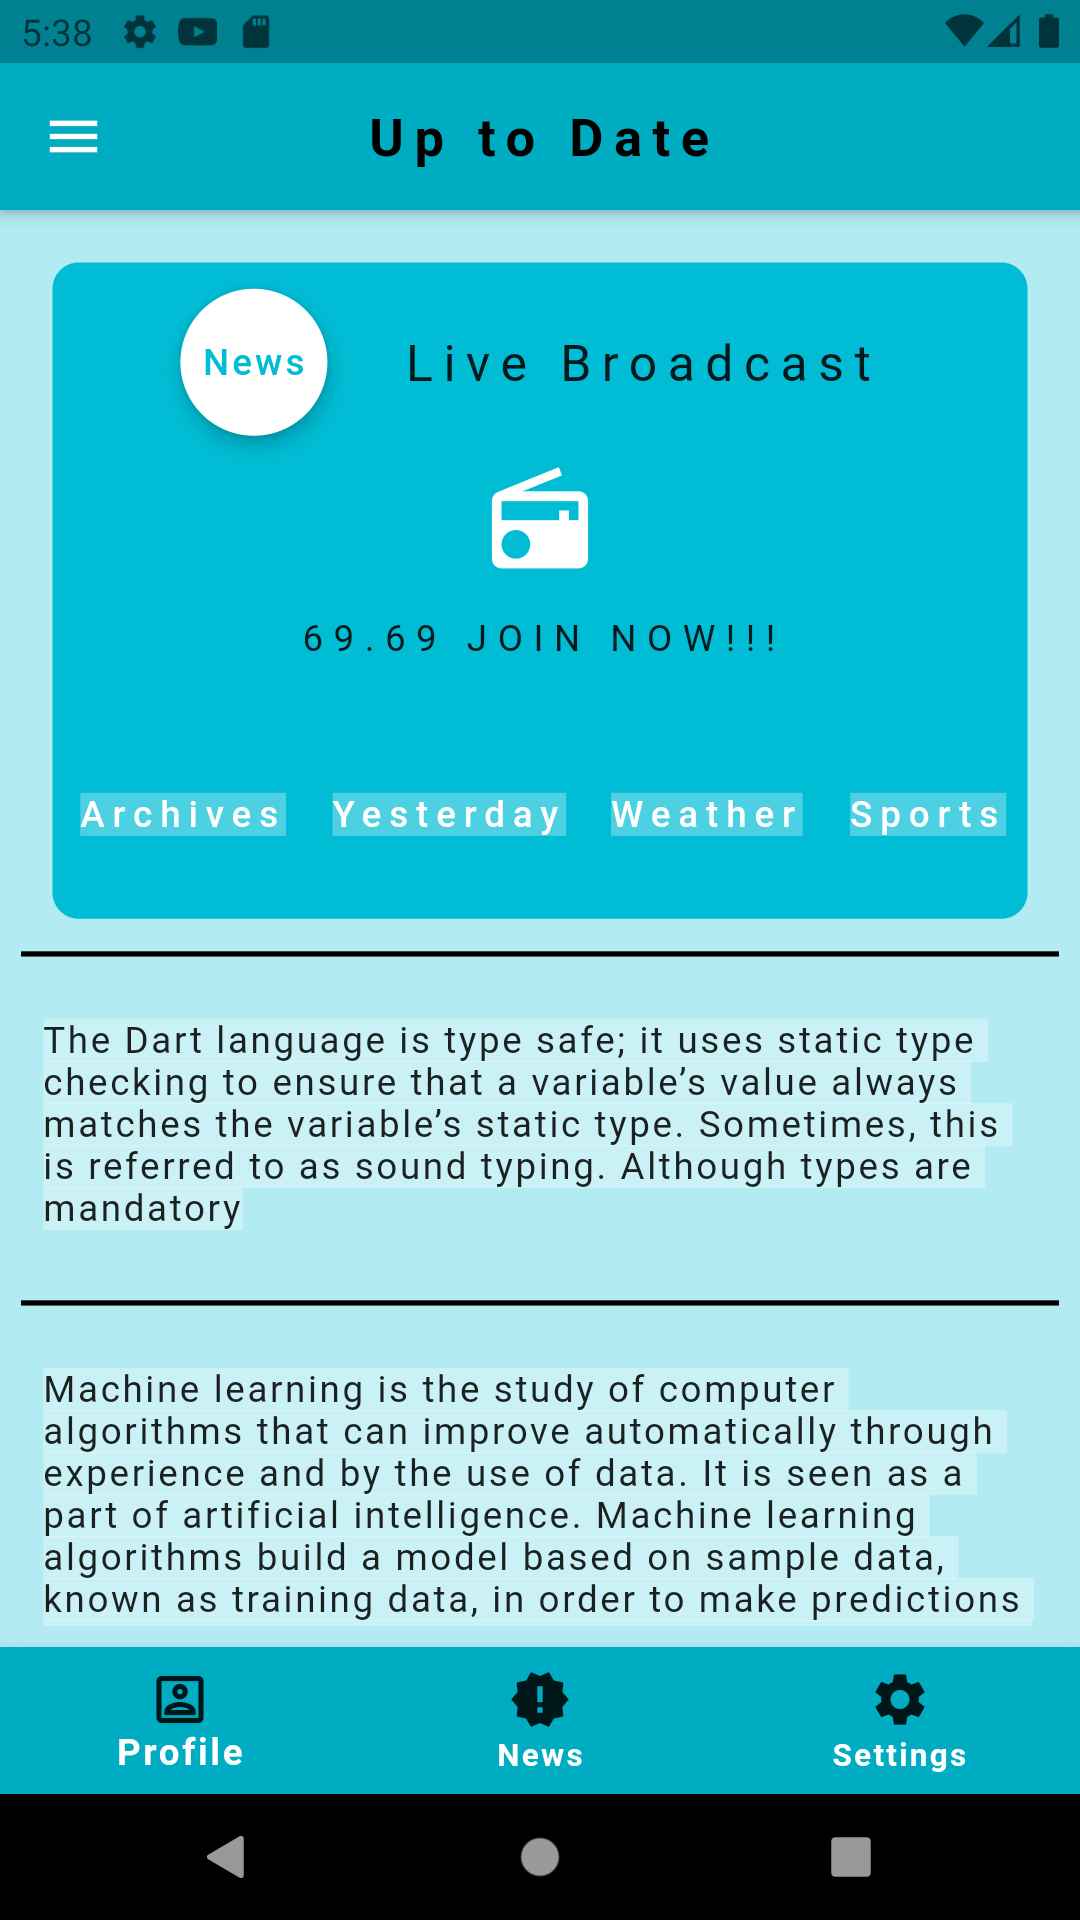 5:38
Up to Date
News
Live Broadcast
69.69 JOIN NOW!!!
Archives Yesterday Weather Sports
The Dart language is type safe; it uses static type
checking to ensure that a variable’s value always
matches the variable’s static type. Sometimes, this
is referred to as sound typing. Although types are
mandatory
Machine learning is the study of computer
algorithms that can improve automatically through
experience and by the use of data. It is seen as a
part of artificial intelligence. Machine learning
algorithms build a model based on sample data,
known as training data, in order to make predictions
Profile News Settings